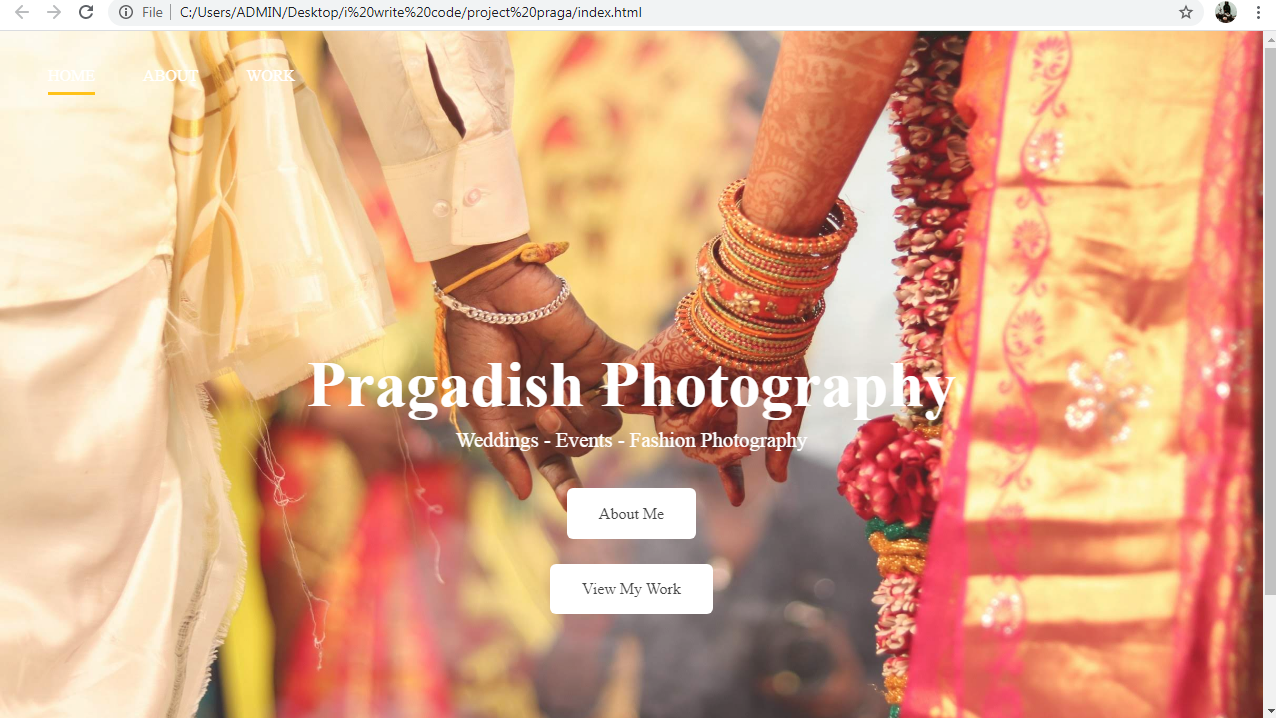 File C:/Users/ADMIN/Desktop/i%20write%20code/project%20praga/index.html
HOME ABOUT WORK
Pragadish Photography
Weddings - Events - Fashion Photography
About Me
View My Work